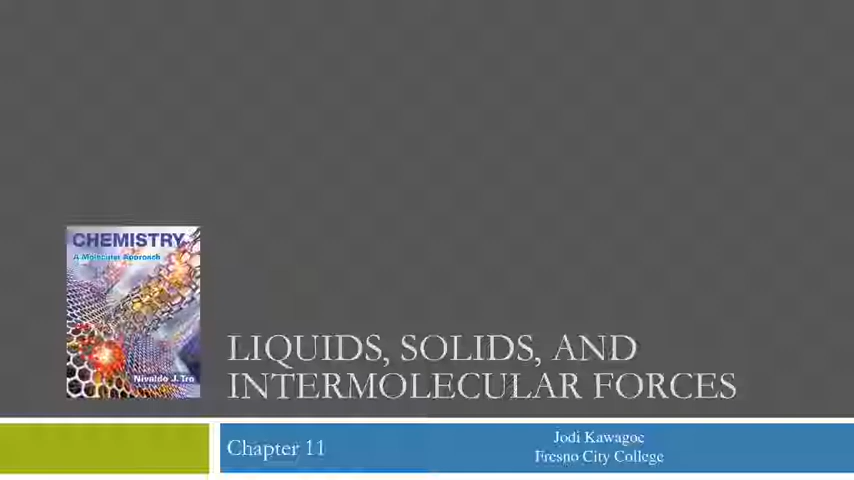 CHEMISTRY
A Molecular Approach
Nivaldo J. Tro
LIQUIDS, SOLIDS, AND
INTERMOLECULAR FORCES
Chapter 11
Jodi Kawagoe
Fresno City College